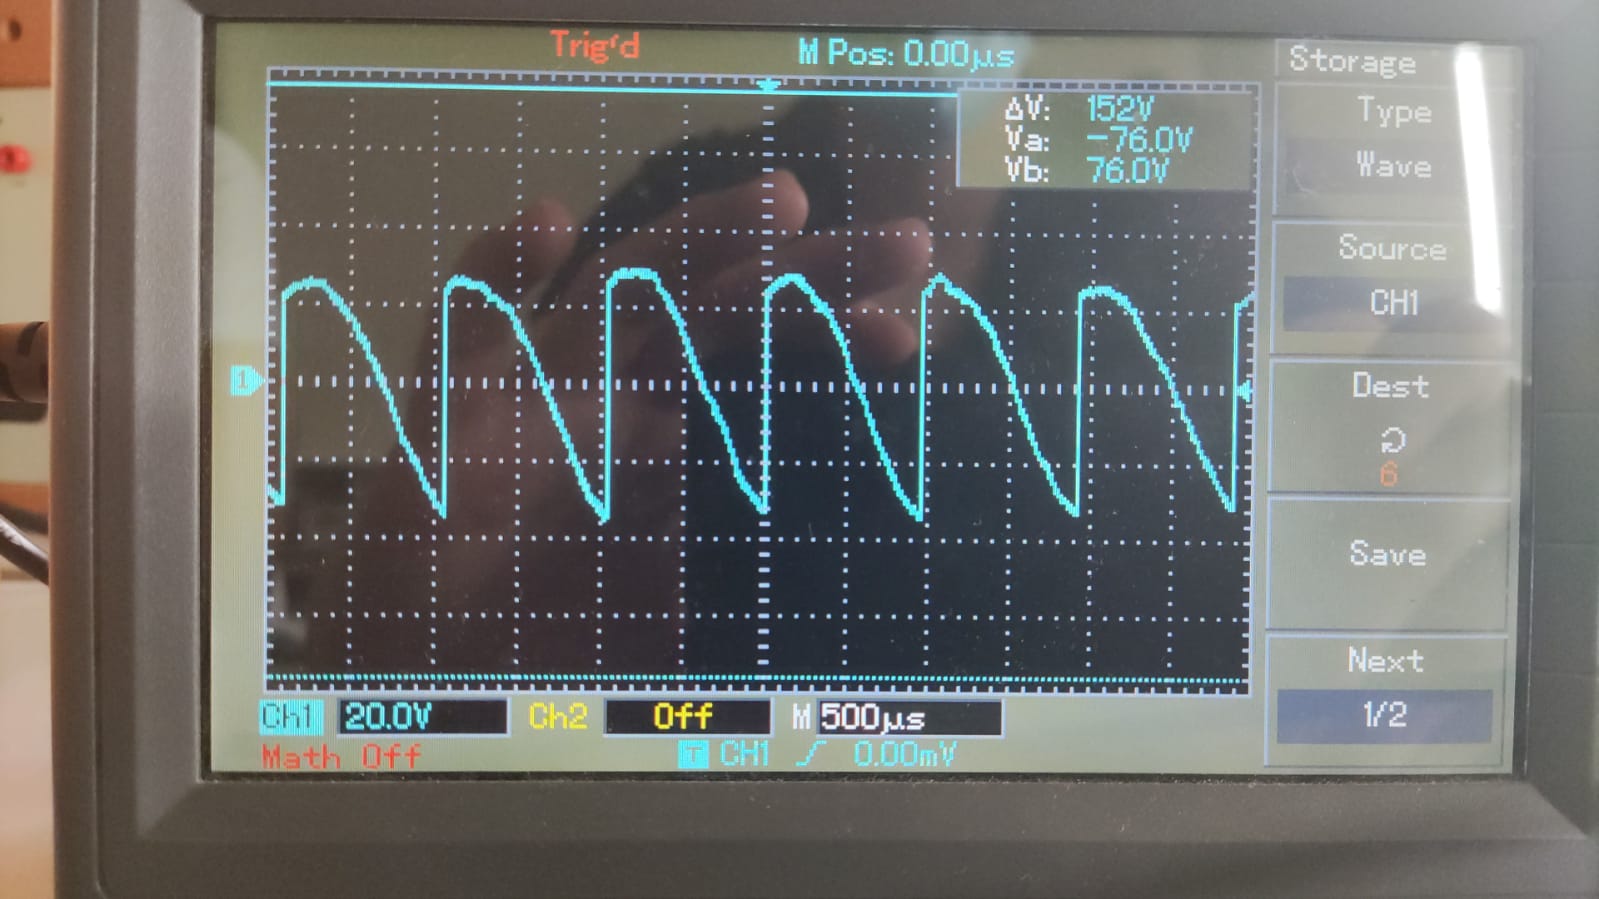 Trig'd M Pos: 0.00µs
Storage
ΔV: 152V
Va: -76.0V
Vb: 76.0V
Type
Wave
Source
CH1
1
Dest
6
Save
Next
1/2
Ch1 20.0V Ch2 Off M 500µs
Math Off T CH1 0.00mV